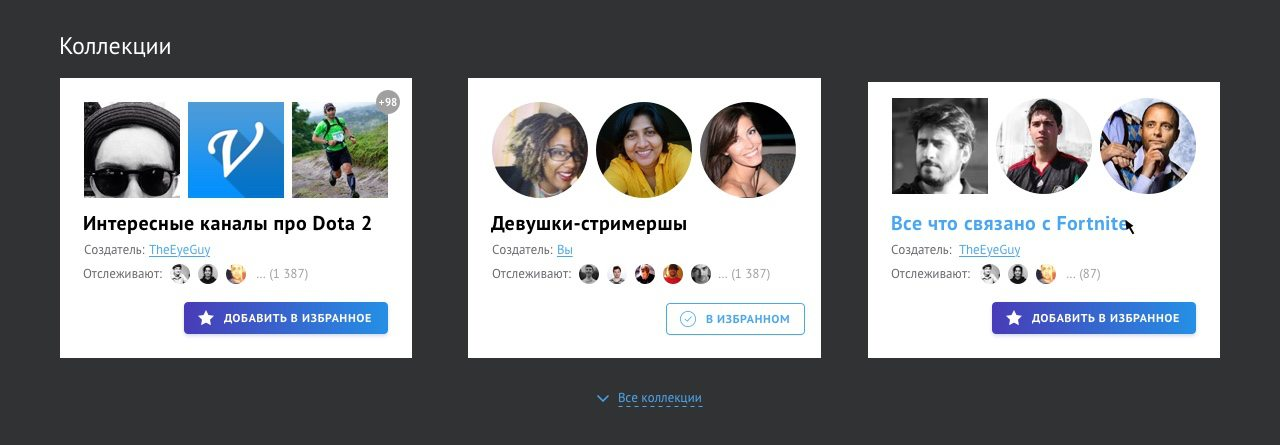 Коллекции
+98
Интересные каналы про Dota 2
Создатель: TheEyeGuy
Отслеживают: ... (1 387)
ДОБАВИТЬ В ИЗБРАННОЕ
Девушки-стримершы
Создатель: Вы
Отслеживают: ... (1 387)
В ИЗБРАННОМ
Все что связано с Fortnite
Создатель: TheEyeGuy
Отслеживают: ... (87)
ДОБАВИТЬ В ИЗБРАННОЕ
Все коллекции